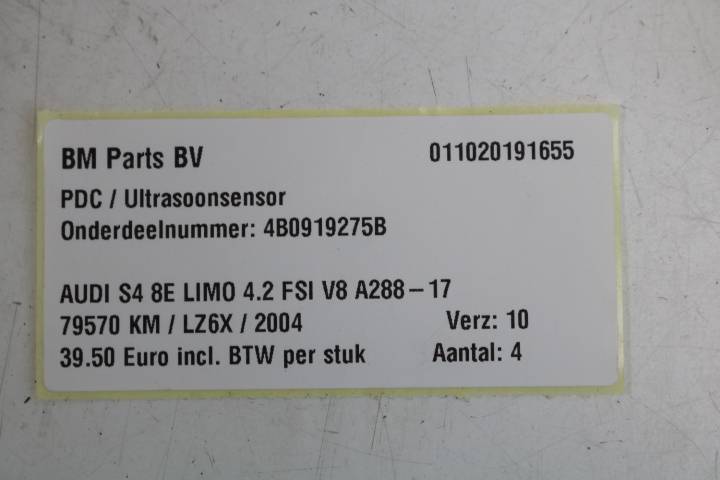 BM Parts BV 011020191655
PDC / Ultrasoonsensor
Onderdeelnummer: 4B0919275B
AUDI S4 8E LIMO 4.2 FSI V8 A288-17
79570 KM / LZ6X / 2004 Verz: 10
39.50 Euro incl. BTW per stuk Aantal: 4